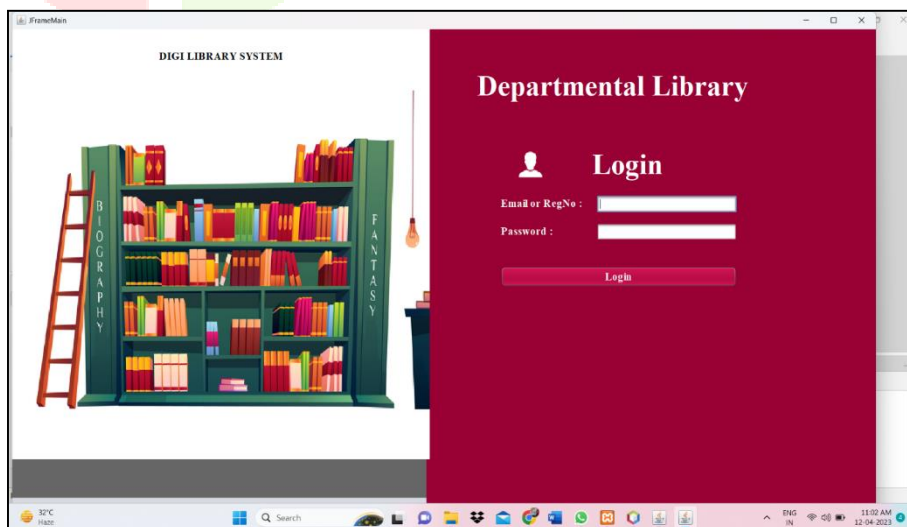 JFrameMain
DIGI LIBRARY SYSTEM
BIOGRAPHY
FANTASY
Departmental Library
Login
Email or RegNo :
Password :
Login
32°C
Haze
Search
ENG
IN
11:02 AM
12-04-2023